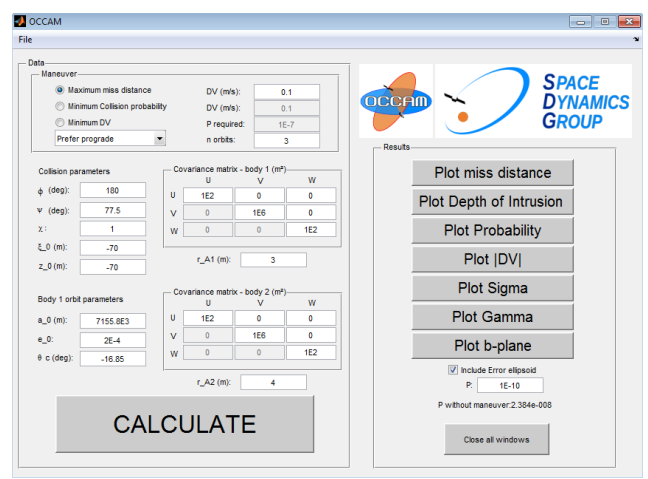 OCCAM
File
Data
Maneuver
Maximum miss distance DV (m/s): 0.1
Minimum Collision probability DV (m/s): 0.1
Minimum DV P required: 1E-7
Prefer prograde n orbits: 3
Collision parameters
ϕ (deg): 180
Ψ (deg): 77.5
χ: 1
ξ_0 (m): -70
z_0 (m): -70
Covariance matrix - body 1 (m²)
U V W
U 1E2 0 0
V 0 1E6 0
W 0 0 1E2
r_A1 (m): 3
Body 1 orbit parameters
a_0 (m): 7155.8E3
e_0: 2E-4
θ c (deg): -16.85
Covariance matrix - body 2 (m²)
U V W
U 1E2 0 0
V 0 1E6 0
W 0 0 1E2
r_A2 (m): 4
CALCULATE
OCCAM
SPACE
DYNAMICS
GROUP
Results
Plot miss distance
Plot Depth of Intrusion
Plot Probability
Plot |DV|
Plot Sigma
Plot Gamma
Plot b-plane
Include Error ellipsoid
P: 1E-10
P without maneuver:2.384e-008
Close all windows